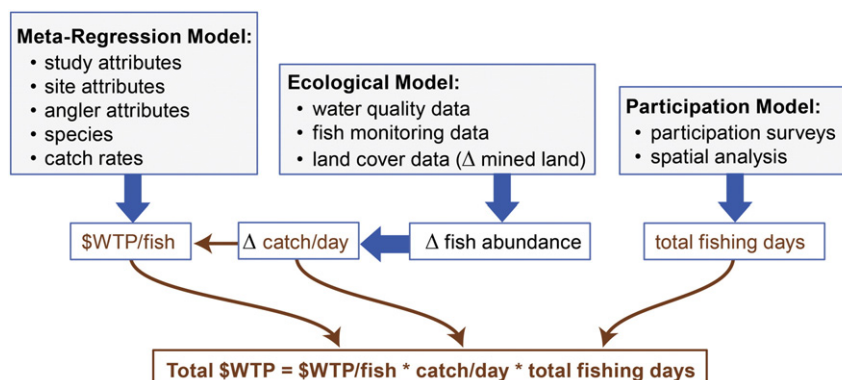 Meta-Regression Model:
• study attributes
• site attributes
• angler attributes
• species
• catch rates
Ecological Model:
• water quality data
• fish monitoring data
• land cover data (Δ mined land)
Participation Model:
• participation surveys
• spatial analysis
$WTP/fish
Δ catch/day
Δ fish abundance
total fishing days
Total $WTP = $WTP/fish * catch/day * total fishing days